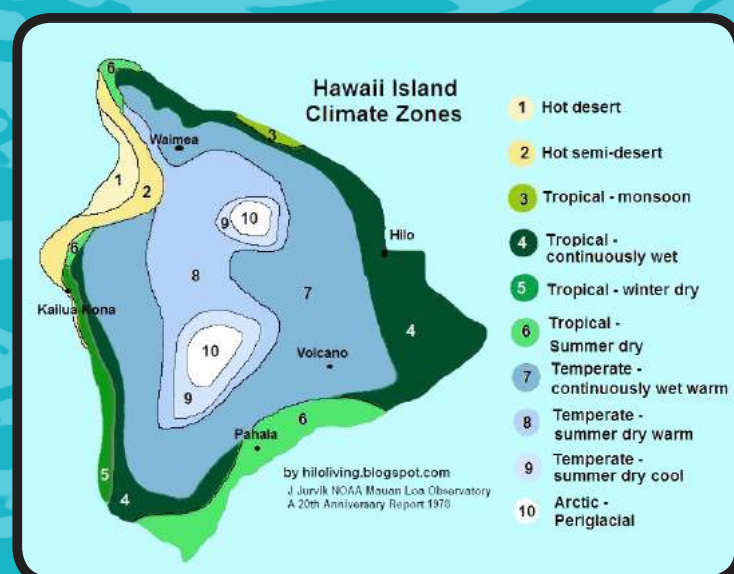 Hawaii Island
Climate Zones
1 Hot desert
2 Hot semi-desert
3 Tropical - monsoon
4 Tropical -
continuously wet
5 Tropical - winter dry
6 Tropical -
Summer dry
7 Temperate -
continuously wet warm
8 Temperate -
summer dry warm
9 Temperate -
summer dry cool
10 Arctic -
Periglacial
6
Waimea
3
1
2
9
10
Hilo
6
8
7
Kailua Kona
4
10
Volcano
9
6
Pahala
5
4
by hiloliving.blogspot.com
J Jurvik NOAA Mauan Loa Observatory
A 20th Anniversary Report 1978